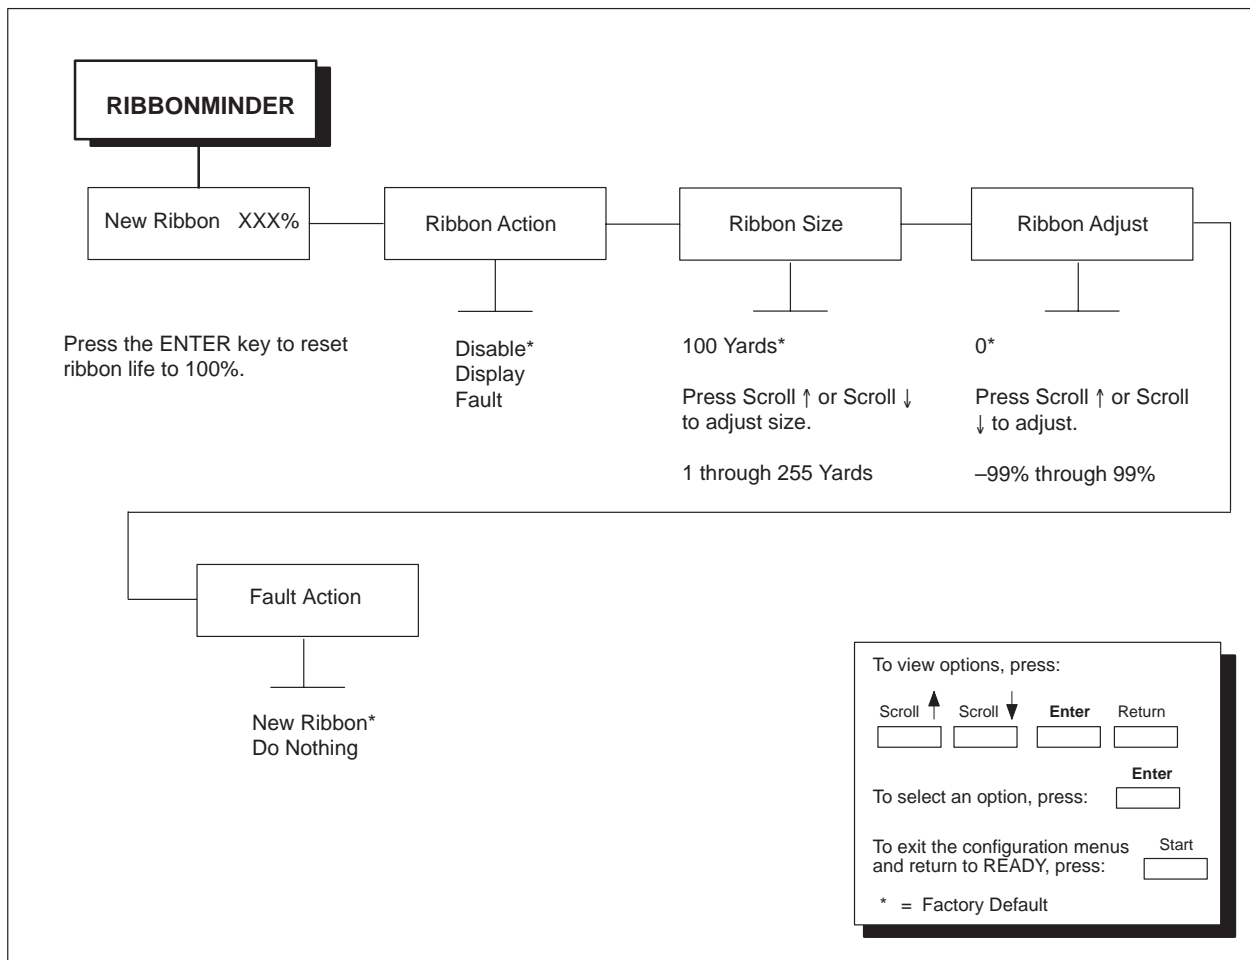 RIBBONMINDER
New Ribbon XXX%
Ribbon Action
Ribbon Size
Ribbon Adjust
Press the ENTER key to reset
ribbon life to 100%.
Disable*
Display
Fault
100 Yards*
Press Scroll ↑ or Scroll ↓
to adjust size.
1 through 255 Yards
0*
Press Scroll ↑ or Scroll
↓ to adjust.
–99% through 99%
Fault Action
New Ribbon*
Do Nothing
To view options, press:
Scroll ↑ Scroll ↓ Enter Return
Enter
To select an option, press:
To exit the configuration menus
and return to READY, press:
Start
* = Factory Default